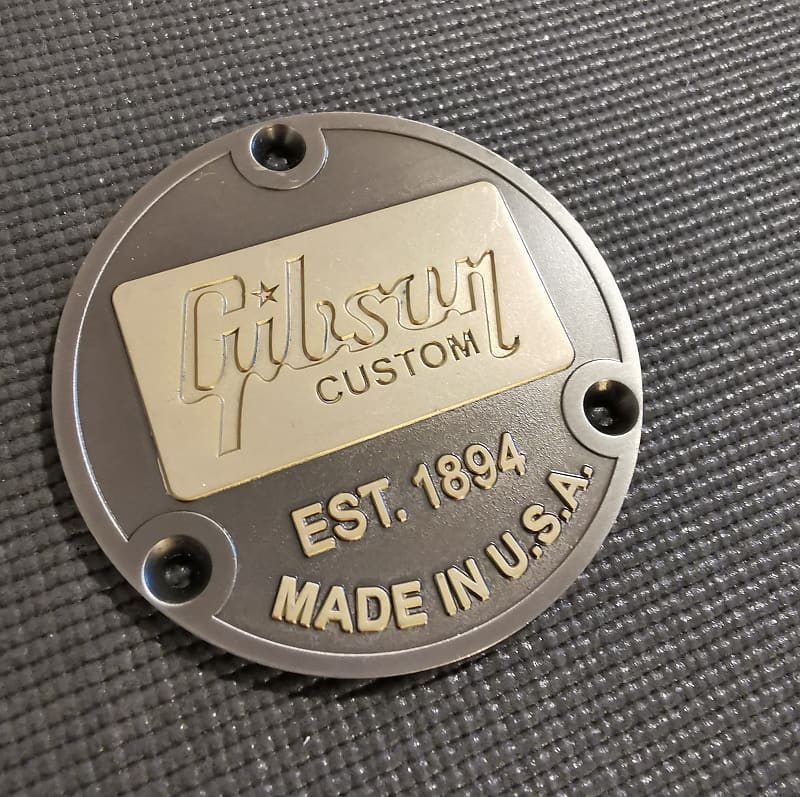 Gibson
CUSTOM
EST. 1894
MADE IN U.S.A.